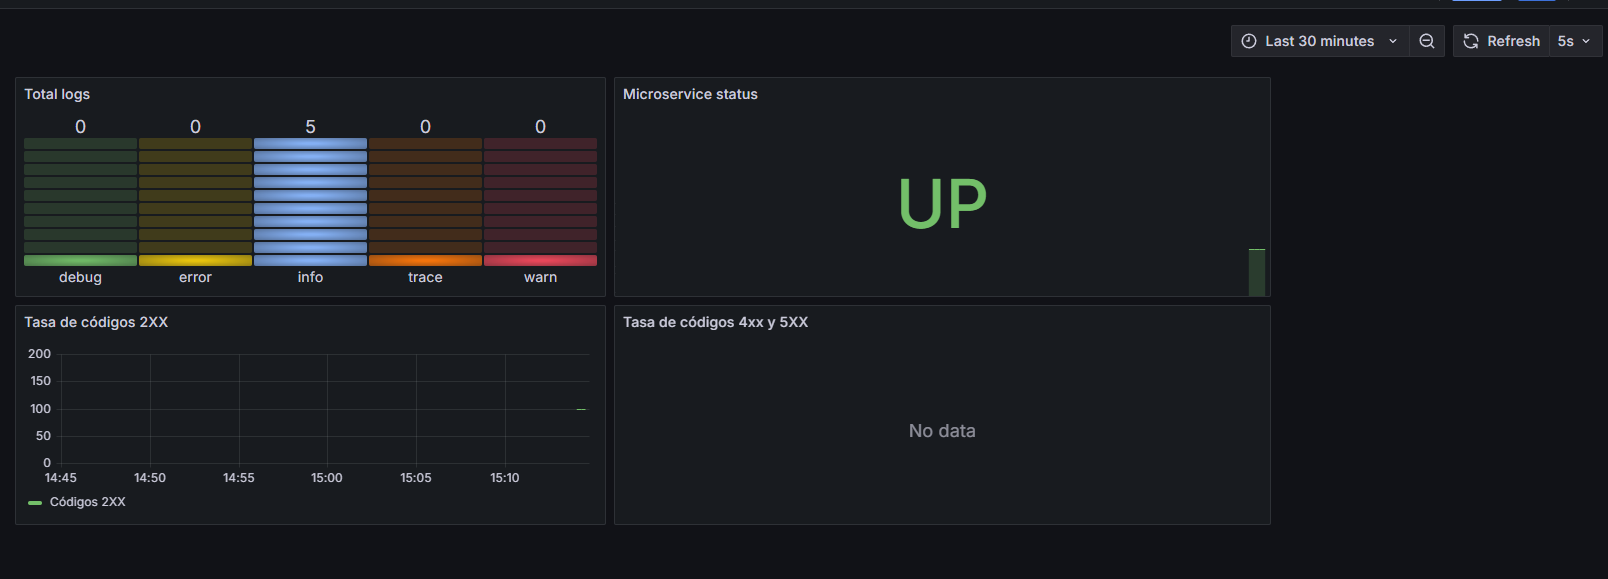 Last 30 minutes
Refresh 5s
Total logs
0 0 5 0 0
debug error info trace warn
Microservice status
UP
Tasa de códigos 2XX
200
150
100
50
0
14:45 14:50 14:55 15:00 15:05 15:10
Códigos 2XX
Tasa de códigos 4xx y 5XX
No data